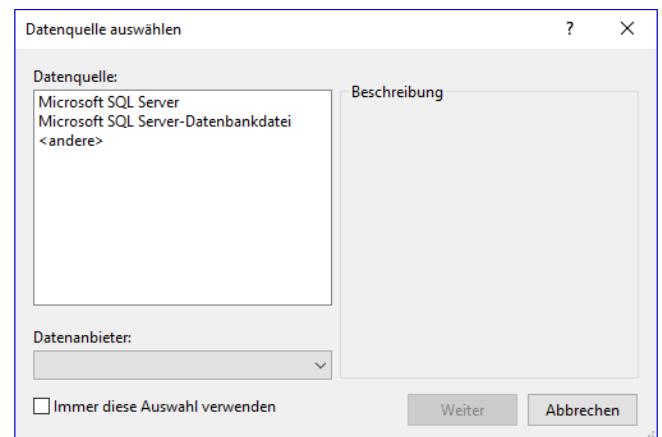 Datenquelle auswählen
?
Datenquelle:
Microsoft SQL Server
Microsoft SQL Server-Datenbankdatei
<andere>
Beschreibung
Datenanbieter:
Immer diese Auswahl verwenden
Weiter
Abbrechen